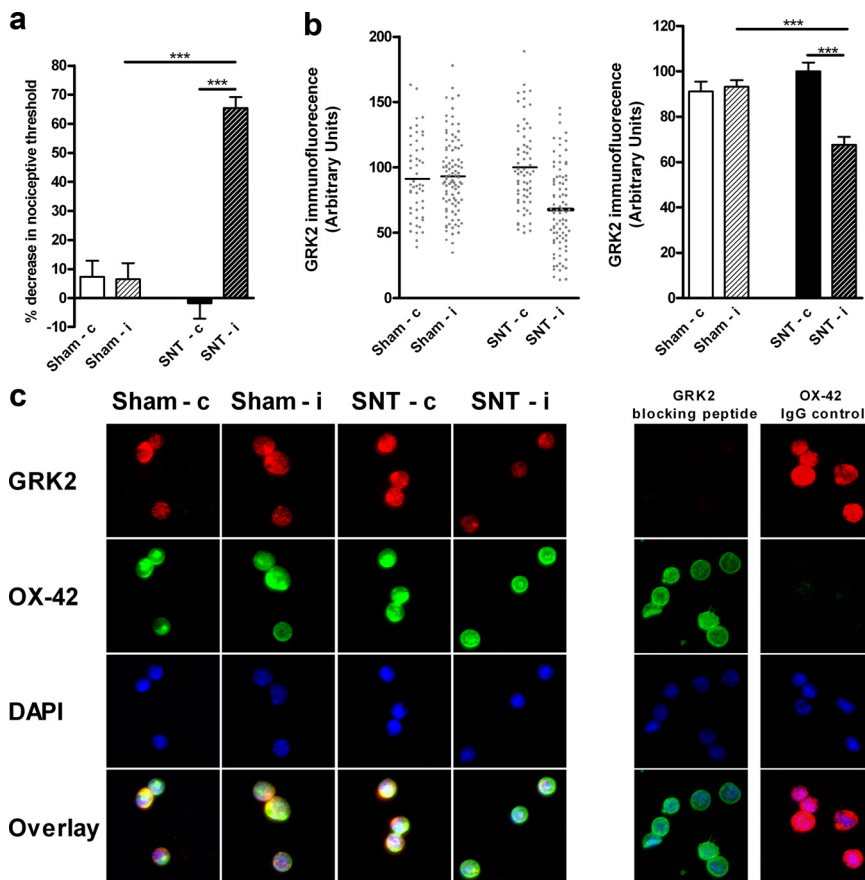 a
% decrease in nociceptive threshold
80
70
60
50
40
30
20
10
0
-10
***
***
Sham - c
Sham - i
SNT - c
SNT - i
b
GRK2 immunofluorecence
(Arbitrary Units)
200
150
100
50
0
Sham - c
Sham - i
SNT - c
SNT - i
GRK2 immunofluorecence
(Arbitrary Units)
120
100
80
60
40
20
0
***
***
Sham - c
Sham - i
SNT - c
SNT - i
c
Sham - c
Sham - i
SNT - c
SNT - i
GRK2
blocking peptide
OX-42
IgG control
GRK2
OX-42
DAPI
Overlay